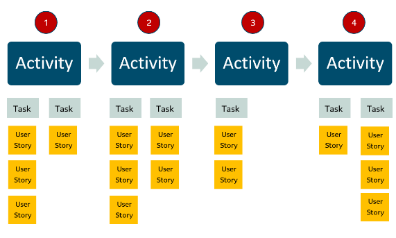 1 2 3 4
Activity Activity Activity Activity
Task Task Task Task Task Task Task
User User User User User User User
Story Story Story Story Story Story Story
User User User User User
Story Story Story Story Story
User User User
Story Story Story